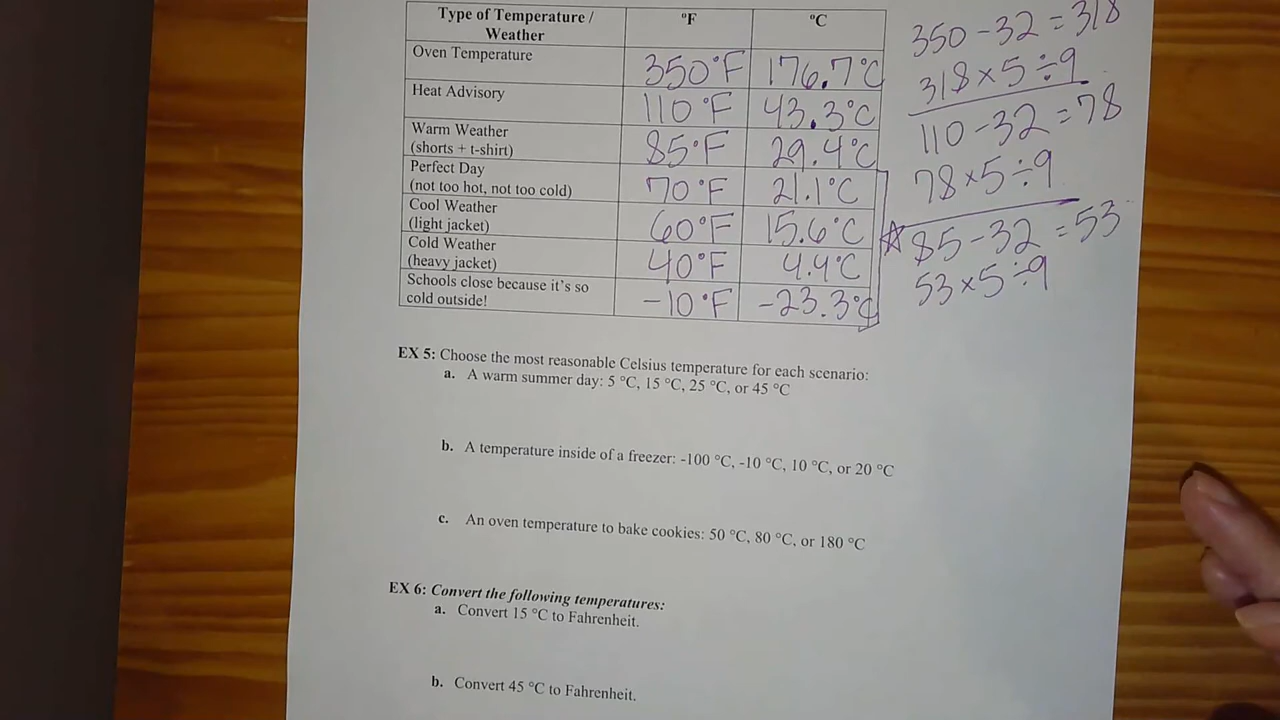 Type of Temperature / Weather ºF ºC
Oven Temperature 350°F 176.7°C
Heat Advisory 110°F 43.3°C
Warm Weather (shorts + t-shirt) 85°F 29.4°C
Perfect Day (not too hot, not too cold) 70°F 21.1°C
Cool Weather (light jacket) 60°F 15.6°C
Cold Weather (heavy jacket) 40°F 4.4°C
Schools close because it's so cold outside! -10°F -23.3°C
350-32=318
318×5÷9
110-32=78
78×5÷9
85-32=53
53×5÷9
EX 5: Choose the most reasonable Celsius temperature for each scenario:
a. A warm summer day: 5 °C, 15 °C, 25 °C, or 45 °C
b. A temperature inside of a freezer: -100 °C, -10 °C, 10 °C, or 20 °C
c. An oven temperature to bake cookies: 50 °C, 80 °C, or 180 °C
EX 6: Convert the following temperatures:
a. Convert 15 °C to Fahrenheit.
b. Convert 45 °C to Fahrenheit.